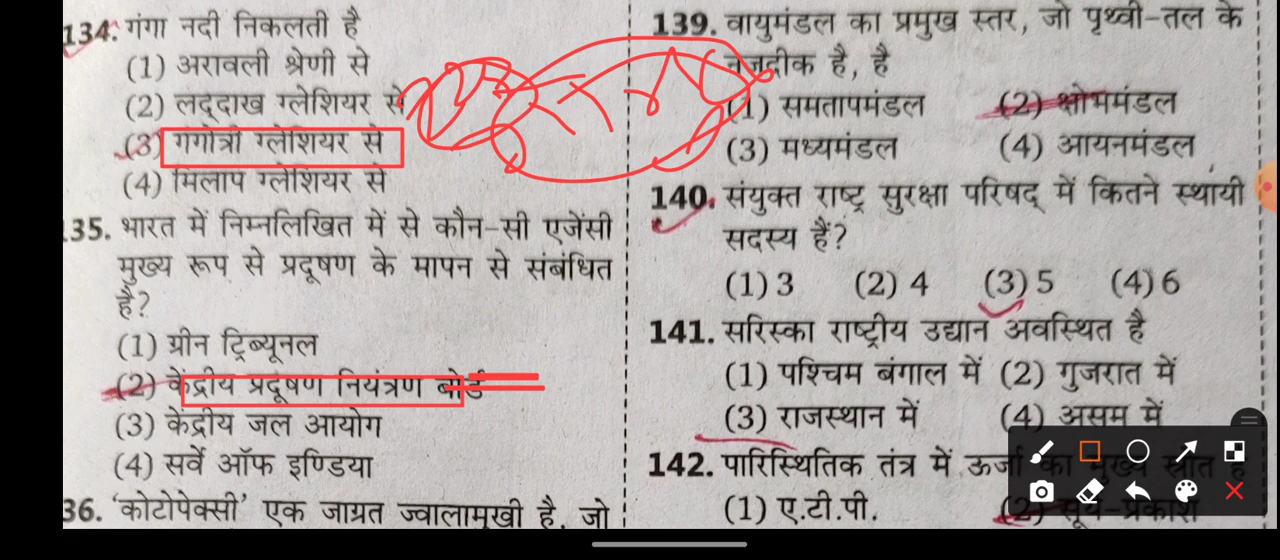 134. गंगा नदी निकलती है
(1) अरावली श्रेणी से
(2) लद्दाख ग्लेशियर से
(3) गंगोत्री ग्लेशियर से
(4) मिलाप ग्लेशियर से
135. भारत में निम्नलिखित में से कौन-सी एजेंसी
मुख्य रूप से प्रदूषण के मापन से संबंधित
है?
(1) ग्रीन ट्रिब्यूनल
(2) केंद्रीय प्रदूषण नियंत्रण बोर्ड
(3) केंद्रीय जल आयोग
(4) सर्वे ऑफ इण्डिया
36. ‘कोटोपेक्सी’ एक जाग्रत ज्वालामुखी है, जो
139. वायुमंडल का प्रमुख स्तर, जो पृथ्वी-तल के
नजदीक है, है
(1) समतापमंडल (2) क्षोभमंडल
(3) मध्यमंडल (4) आयनमंडल
140. संयुक्त राष्ट्र सुरक्षा परिषद् में कितने स्थायी
सदस्य हैं?
(1) 3 (2) 4 (3) 5 (4) 6
141. सरिस्का राष्ट्रीय उद्यान अवस्थित है
(1) पश्चिम बंगाल में (2) गुजरात में
(3) राजस्थान में (4) असम में
142. पारिस्थितिक तंत्र में ऊर्जा का मुख्य स्रोत है
(1) ए.टी.पी. (2) सूर्य-प्रकाश